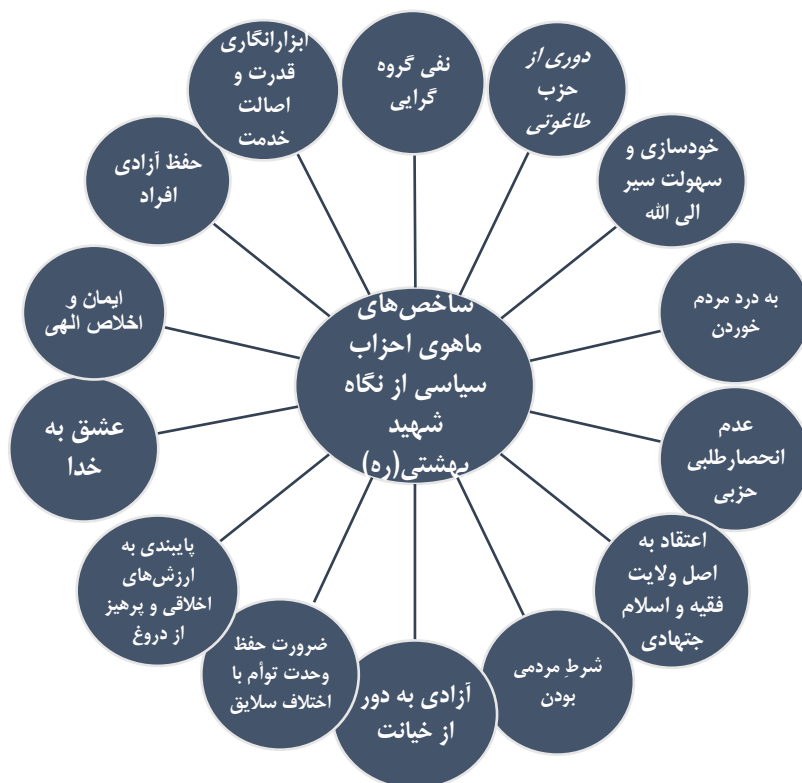 شاخص‌های
ماهوی احزاب
سیاسی از نگاه
شهید
بهشتی(ره)
نفی گروه
گرایی
دوری از
حزب
طاغوتی
خودسازی و
سهولت سیر
الی الله
به درد مردم
خوردن
عدم
انحصارطلبی
حزبی
اعتقاد به
اصل ولایت
فقیه و اسلام
جتهادی
شرطِ مردمی
بودن
آزادی به دور
از خیانت
ضرورت حفظ
وحدت توأم با
اختلاف سلایق
پایبندی به
ارزش‌های
اخلاقی و پرهیز
از دروغ
عشق به
خدا
ایمان و
اخلاص الهی
حفظ آزادی
افراد
ابزارانگاری
قدرت و
اصالت
خدمت